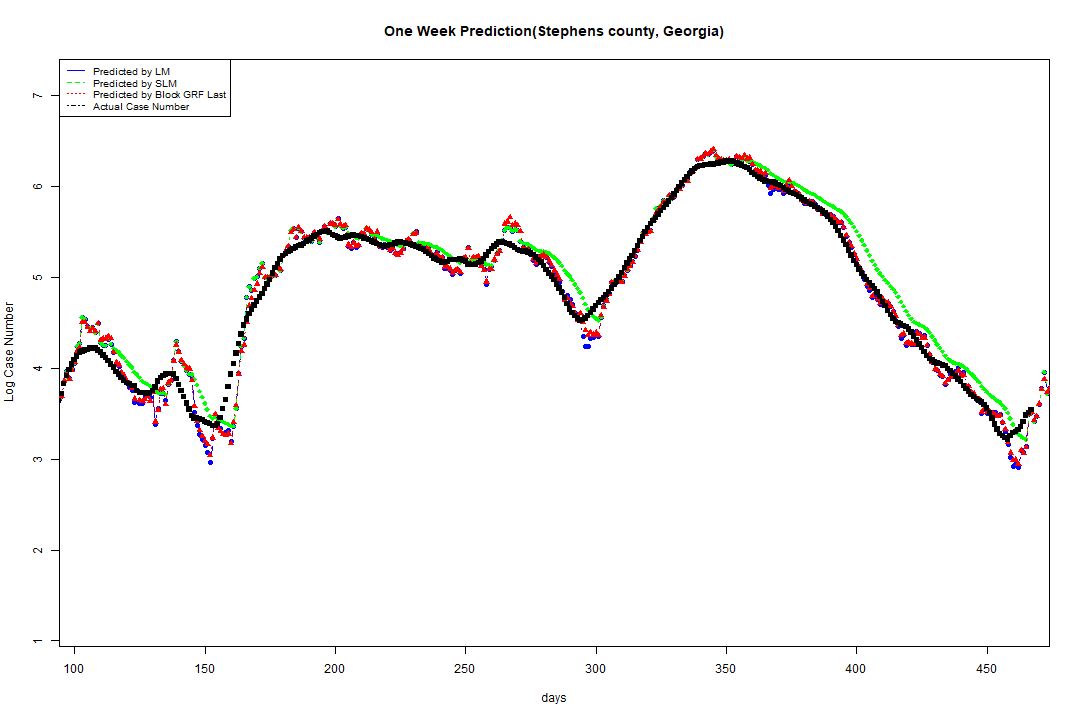 One Week Prediction(Stephens county, Georgia)
Predicted by LM
Predicted by SLM
Predicted by Block GRF Last
Actual Case Number
7
6
5
4
3
2
1
Log Case Number
100 150 200 250 300 350 400 450
days